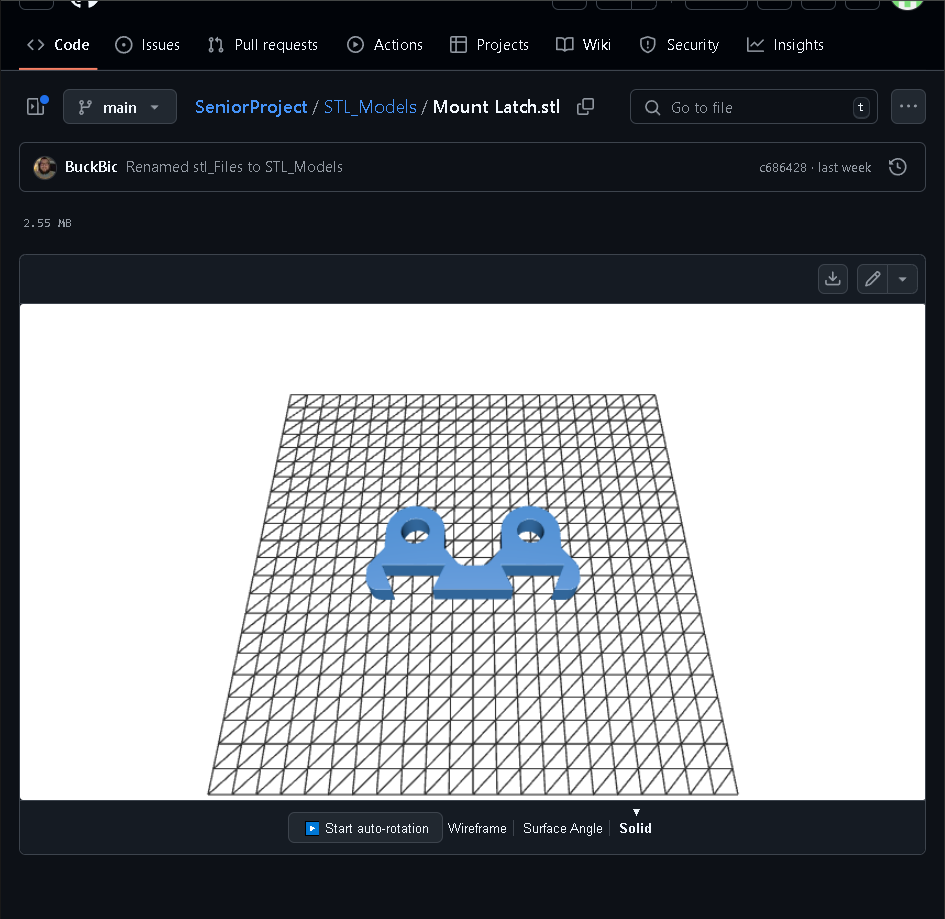 Code Issues Pull requests Actions Projects Wiki Security Insights
main SeniorProject / STL_Models / Mount Latch.stl Go to file t
BuckBic Renamed stl_Files to STL_Models c686428 · last week
2.55 MB
Start auto-rotation Wireframe Surface Angle Solid